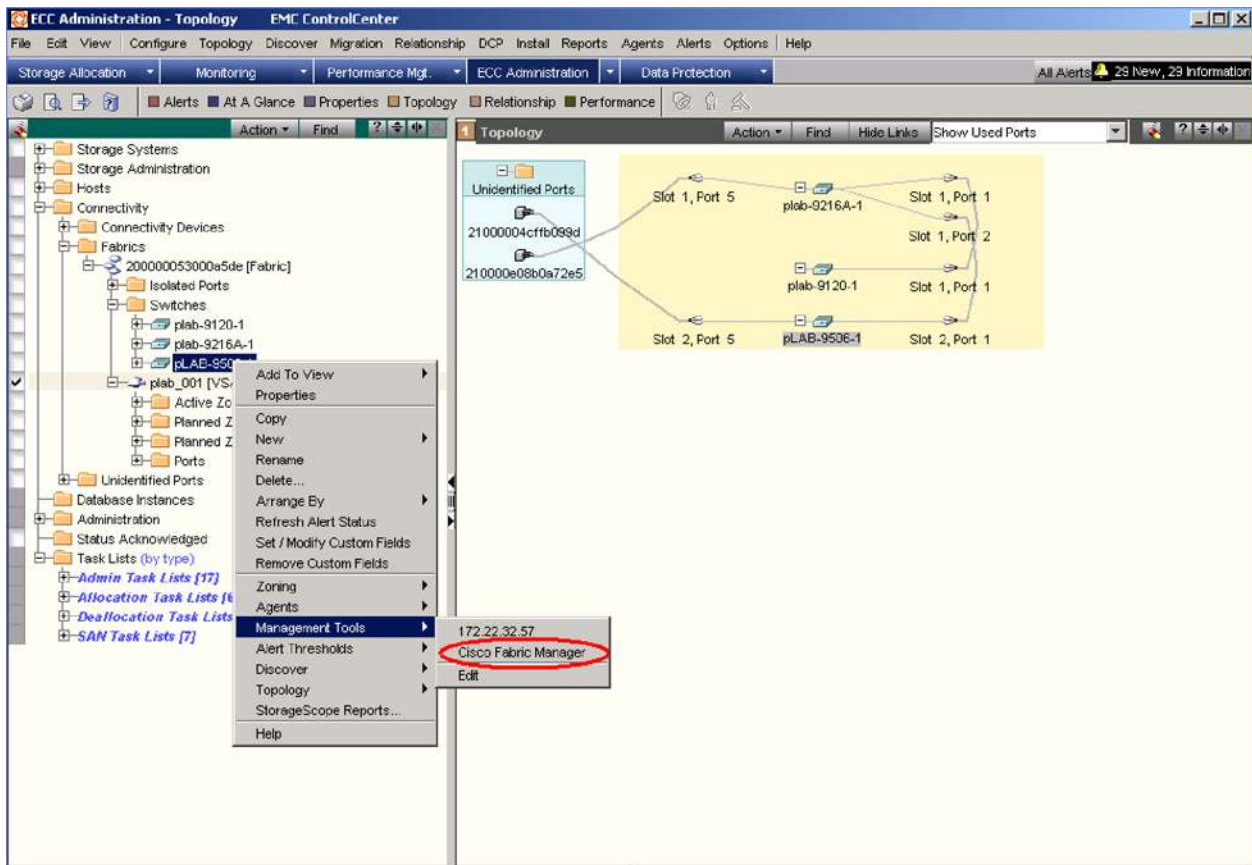 ECC Administration - Topology EMC ControlCenter
File Edit View Configure Topology Discover Migration Relationship DCP Install Reports Agents Alerts Options Help
Storage Allocation Monitoring Performance Mgt. ECC Administration Data Protection All Alerts 29 New, 29 Information
Alerts At A Glance Properties Topology Relationship Performance
Action Find ?
Storage Systems
Storage Administration
Hosts
Connectivity
Connectivity Devices
Fabrics
200000053000a5de [Fabric]
Isolated Ports
Switches
plab-9120-1
plab-9216A-1
pLAB-950
plab_001 [VS
Active Zo
Planned Z
Planned Z
Ports
Unidentified Ports
Database Instances
Administration
Status Acknowledged
Task Lists (by type)
Admin Task Lists [17]
Allocation Task Lists [6
Deallocation Task Lists
SAN Task Lists [7]
Add To View
Properties
Copy
New
Rename
Delete...
Arrange By
Refresh Alert Status
Set / Modify Custom Fields
Remove Custom Fields
Zoning
Agents
Management Tools
Alert Thresholds
Discover
Topology
StorageScope Reports...
Help
172.22.32.57
Cisco Fabric Manager
Edit
1 Topology Action Find Hide Links Show Used Ports ?
Unidentified Ports
21000004cffb099d
210000e08b0a72e5
Slot 1, Port 5
plab-9216A-1
Slot 1, Port 1
Slot 1, Port 2
plab-9120-1
Slot 1, Port 1
Slot 2, Port 5
pLAB-9506-1
Slot 2, Port 1